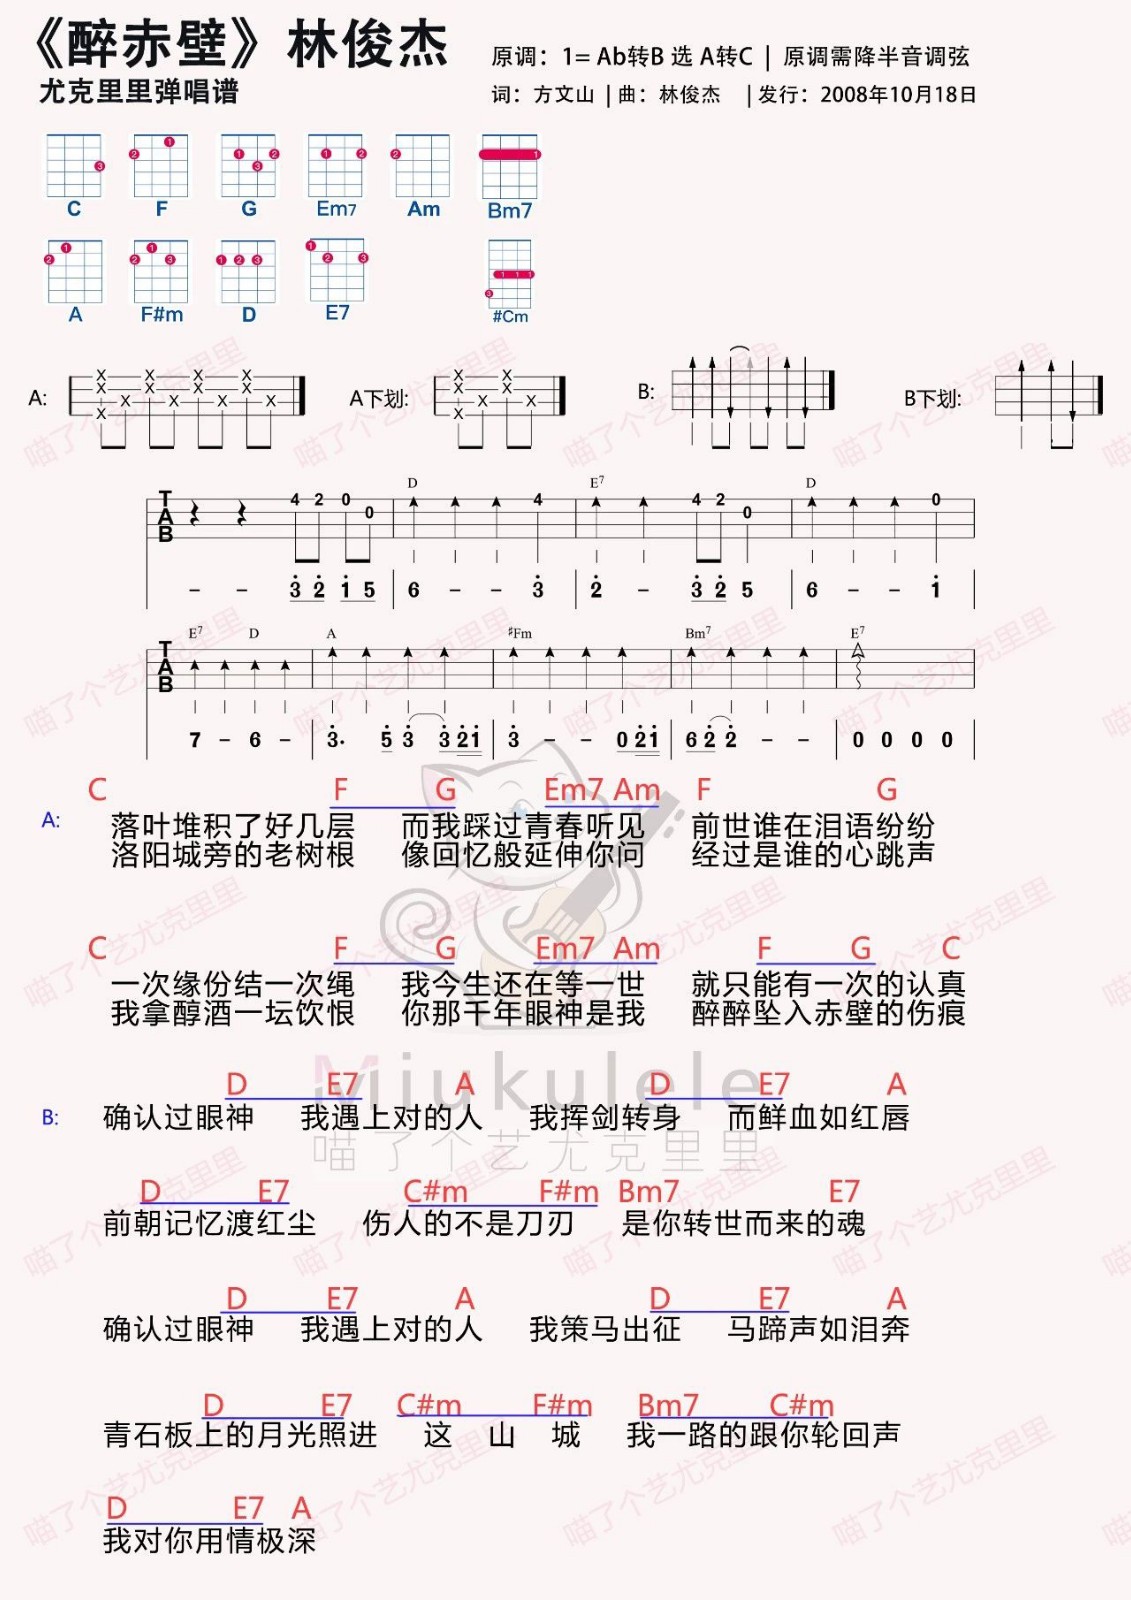 《醉赤壁》林俊杰
尤克里里弹唱谱
原调：1= Ab转B 选 A转C | 原调需降半音调弦
词：方文山 | 曲：林俊杰 | 发行：2008年10月18日
C F G Em7 Am Bm7
A F#m D E7 #Cm
A: A下划: B: B下划:
D E7 D
T A B 4 2 0 0 4 4 2 0 0
- - 3 2 1 5 6 - - 3 2 - 3 2 5 6 - - 1
E7 D A #Fm Bm7 E7
T A B
7 - 6 - 3· 5 3 3 2 1 3 - - 0 2 1 6 2 2 - - 0 0 0 0
C F G Em7 Am F G
A: 落叶堆积了好几层 而我踩过青春听见 前世谁在泪语纷纷
洛阳城旁的老树根 像回忆般延伸你问 经过是谁的心跳声
C F G Em7 Am F G C
一次缘份结一次绳 我今生还在等一世 就只能有一次的认真
我拿醇酒一坛饮恨 你那千年眼神是我 醉醉坠入赤壁的伤痕
Miukulele
喵了个艺尤克里里
D E7 A D E7 A
B: 确认过眼神 我遇上对的人 我挥剑转身 而鲜血如红唇
D E7 C#m F#m Bm7 E7
前朝记忆渡红尘 伤人的不是刀刃 是你转世而来的魂
D E7 A D E7 A
确认过眼神 我遇上对的人 我策马出征 马蹄声如泪奔
D E7 C#m F#m Bm7 C#m
青石板上的月光照进 这 山 城 我一路的跟你轮回声
D E7 A
我对你用情极深